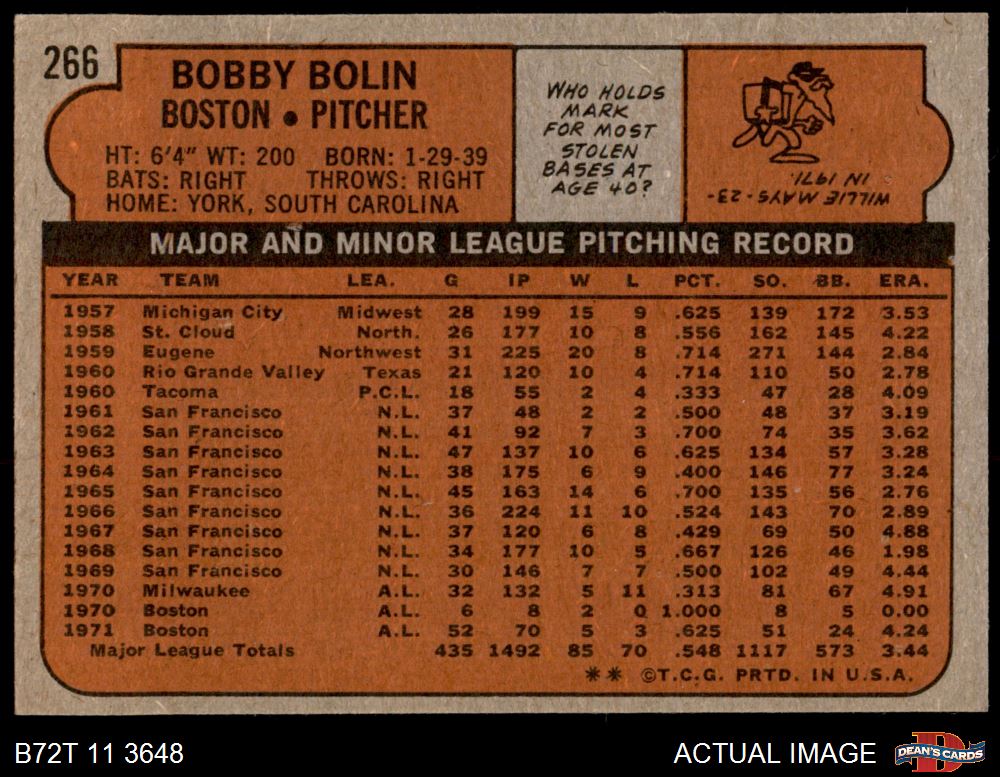 266
BOBBY BOLIN
BOSTON • PITCHER
HT: 6'4" WT: 200 BORN: 1-29-39
BATS: RIGHT THROWS: RIGHT
HOME: YORK, SOUTH CAROLINA
WHO HOLDS
MARK
FOR MOST
STOLEN
BASES AT
AGE 40?
WILLIE MAYS-23-
IN 1971.
MAJOR AND MINOR LEAGUE PITCHING RECORD
YEAR TEAM LEA. G IP W L PCT. SO. BB. ERA.
1957 Michigan City Midwest 28 199 15 9 .625 139 172 3.53
1958 St. Cloud North. 26 177 10 8 .556 162 145 4.22
1959 Eugene Northwest 31 225 20 8 .714 271 144 2.84
1960 Rio Grande Valley Texas 21 120 10 4 .714 110 50 2.78
1960 Tacoma P.C.L. 18 55 2 4 .333 47 28 4.09
1961 San Francisco N.L. 37 48 2 2 .500 48 37 3.19
1962 San Francisco N.L. 41 92 7 3 .700 74 35 3.62
1963 San Francisco N.L. 47 137 10 6 .625 134 57 3.28
1964 San Francisco N.L. 38 175 6 9 .400 146 77 3.24
1965 San Francisco N.L. 45 163 14 6 .700 135 56 2.76
1966 San Francisco N.L. 36 224 11 10 .524 143 70 2.89
1967 San Francisco N.L. 37 120 6 8 .429 69 50 4.88
1968 San Francisco N.L. 34 177 10 5 .667 126 46 1.98
1969 San Francisco N.L. 30 146 7 7 .500 102 49 4.44
1970 Milwaukee A.L. 32 132 5 11 .313 81 67 4.91
1970 Boston A.L. 6 8 2 0 1.000 8 5 0.00
1971 Boston A.L. 52 70 5 3 .625 51 24 4.24
Major League Totals 435 1492 85 70 .548 1117 573 3.44
** ©T.C.G. PRTD. IN U.S.A.
B72T 11 3648
ACTUAL IMAGE
D
DEAN'S CARDS